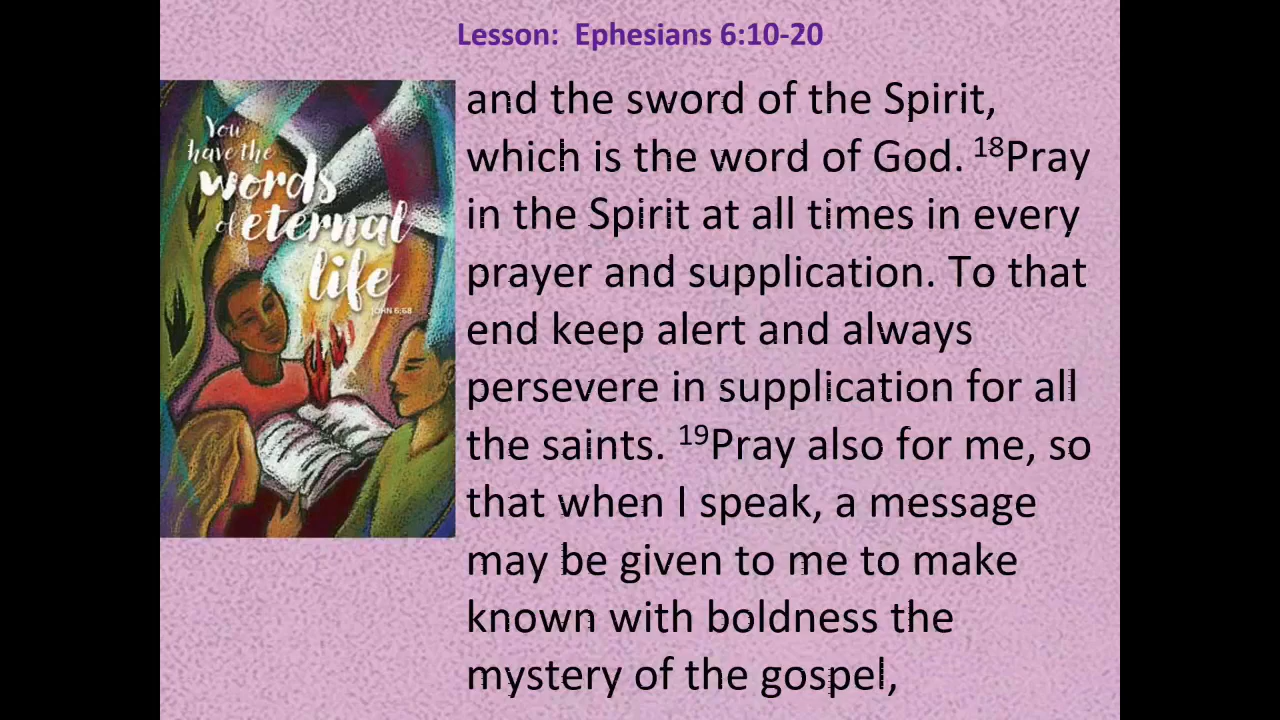 Lesson:  Ephesians 6:10-20
You
have the
words
of eternal
life
JOHN 6:68
and the sword of the Spirit,
which is the word of God. ¹⁸Pray
in the Spirit at all times in every
prayer and supplication. To that
end keep alert and always
persevere in supplication for all
the saints. ¹⁹Pray also for me, so
that when I speak, a message
may be given to me to make
known with boldness the
mystery of the gospel,